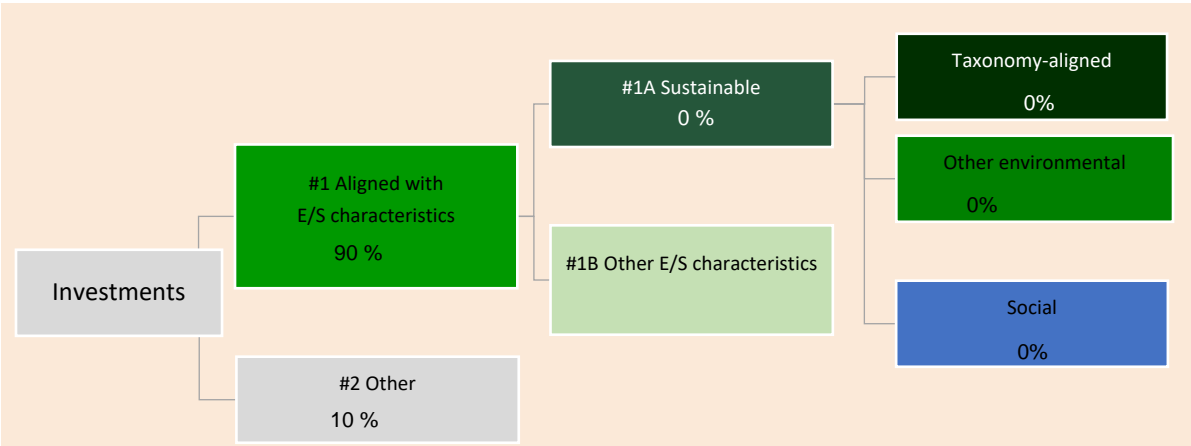 Investments
#1 Aligned with
E/S characteristics
90 %
#2 Other
10 %
#1A Sustainable
0 %
#1B Other E/S characteristics
Taxonomy-aligned
0%
Other environmental
0%
Social
0%